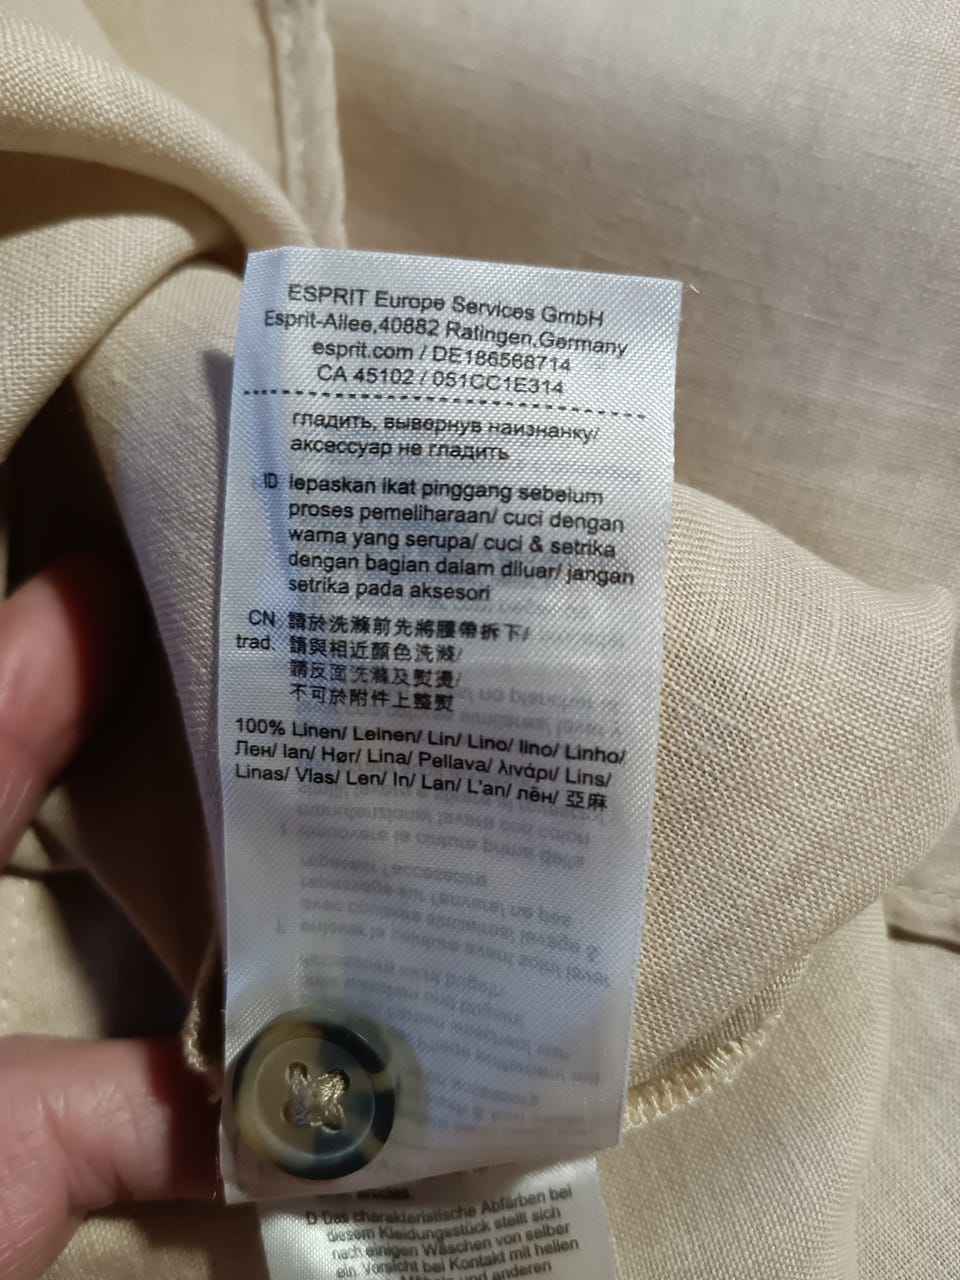 ESPRIT Europe Services GmbH
Esprit-Allee,40882 Ratingen,Germany
esprit.com / DE186568714
CA 45102 / 051CC1E314
гладить, вывернув наизнанку/
аксессуар не гладить
ID lepaskan ikat pinggang sebelum
proses pemeliharaan/ cuci dengan
warna yang serupa/ cuci & setrika
dengan bagian dalam diluar/ jangan
setrika pada aksesori
CN 請於洗滌前先將腰帶拆下/
trad. 請與相近顏色洗滌/
請反面洗滌及熨燙/
不可於附件上整熨
100% Linen/ Leinen/ Lin/ Lino/ lino/ Linho/
Лен/ lan/ Hør/ Lina/ Pellava/ λινάρι/ Lins/
Linas/ Vlas/ Len/ In/ Lan/ L'an/ лён/ 亞麻
D Das charakteristische Abfärben bei
diesem Kleidungsstück stellt sich
nach einigen Wäschen von selber
ein. Vorsicht bei Kontakt mit hellen
und anderen